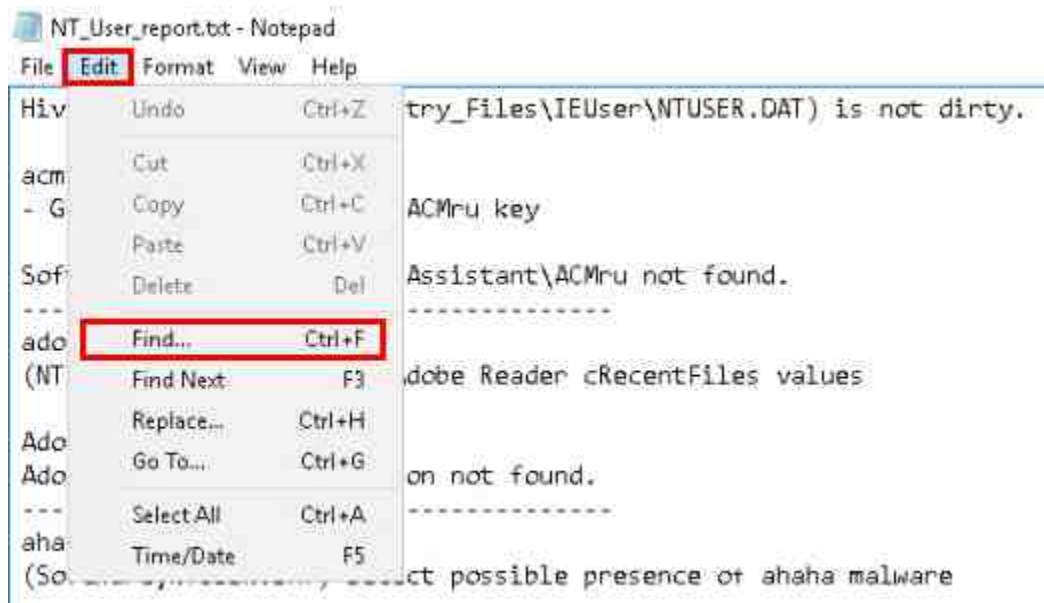 NT_User_report.txt - Notepad
File Edit Format View Help
Hiv try_Files\IEUser\NTUSER.DAT) is not dirty.
Undo Ctrl+Z
acm
Cut Ctrl+X
- G ACMru key
Copy Ctrl+C
Paste Ctrl+V
Sof Assistant\ACMru not found.
Delete Del
--- --------------
ado
Find... Ctrl+F
(NT dobe Reader cRecentFiles values
Find Next F3
Replace... Ctrl+H
Ado
Go To... Ctrl+G
Ado on not found.
--- --------------
Select All Ctrl+A
aha
Time/Date F5
(So ct possible presence of ahaha malware